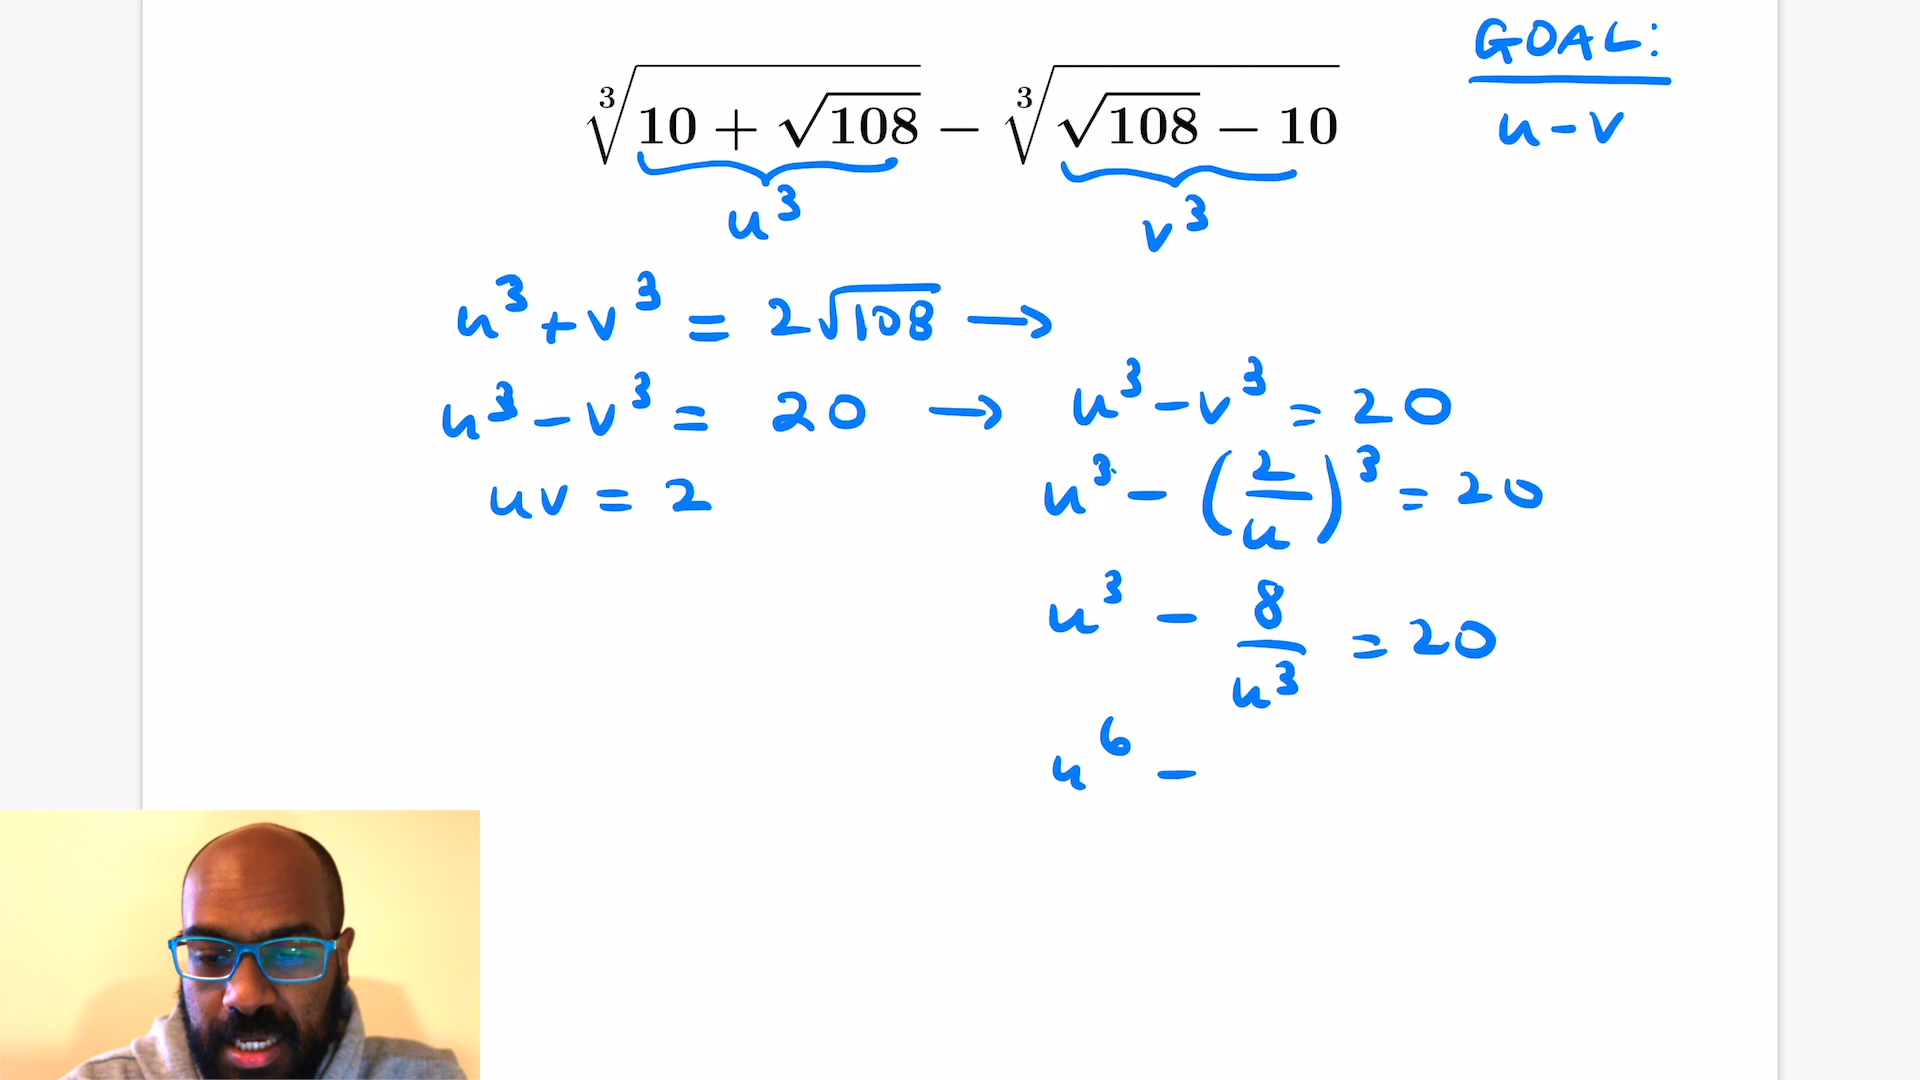 GOAL:
∛(10 + √108) − ∛(√108 − 10)
u - v
u³ v³
u³ + v³ = 2√108 →
u³ - v³ = 20 → u³ - v³ = 20
uv = 2 u³ - (2/u)³ = 20
u³ - 8/u³ = 20
u⁶ -